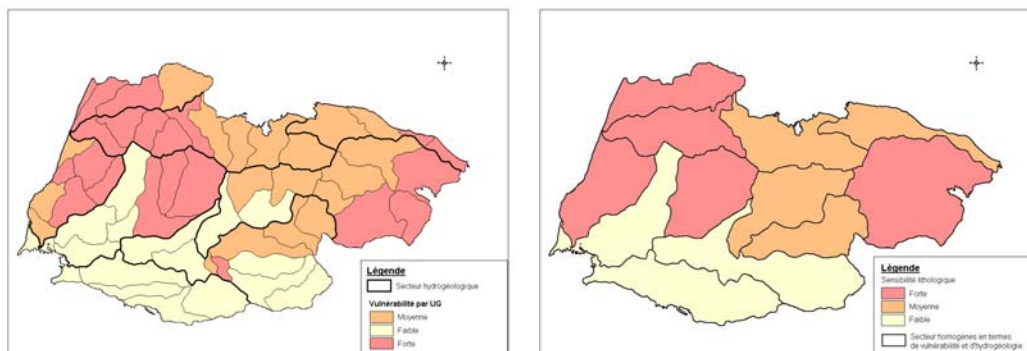 Légende
Secteur hydrogéologique
Vulnérabilité par UG
Moyenne
Faible
Forte
Légende
Sensibilité lithologique
Forte
Moyenne
Faible
Secteur homogènes en termes
de vulnérabilité et d'hydrogéologie